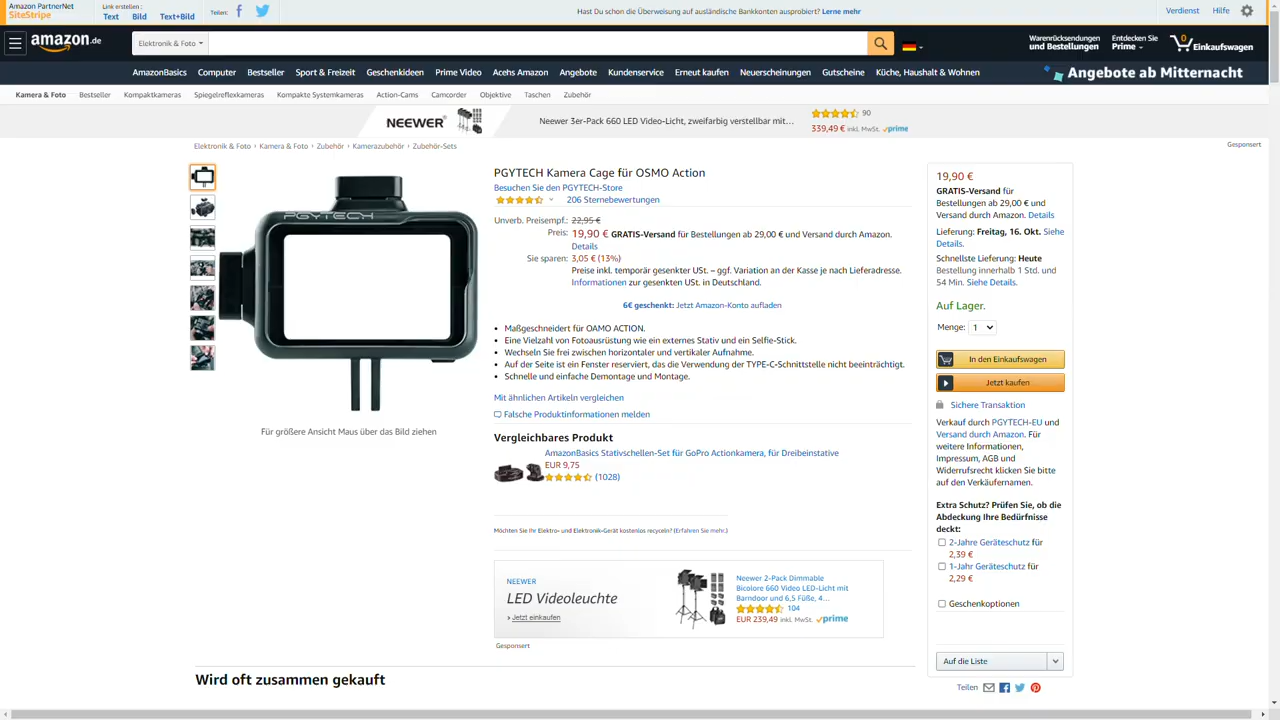 Amazon PartnerNet
SiteStripe
Link erstellen :
Text Bild Text+Bild
Teilen:
Hast Du schon die Überweisung auf ausländische Bankkonten ausprobiert? Lerne mehr
Verdienst Hilfe
amazon.de
Elektronik & Foto
Warenrücksendungen
und Bestellungen
Entdecken Sie
Prime
0
Einkaufswagen
AmazonBasics Computer Bestseller Sport & Freizeit Geschenkideen Prime Video Acehs Amazon Angebote Kundenservice Erneut kaufen Neuerscheinungen Gutscheine Küche, Haushalt & Wohnen
Angebote ab Mitternacht
Kamera & Foto Bestseller Kompaktkameras Spiegelreflexkameras Kompakte Systemkameras Action-Cams Camcorder Objektive Taschen Zubehör
NEEWER®
Neewer 3er-Pack 660 LED Video-Licht, zweifarbig verstellbar mit…
90
339,49 € inkl. MwSt. prime
Gesponsert
Elektronik & Foto › Kamera & Foto › Zubehör › Kamerazubehör › Zubehör-Sets
PGYTECH
Für größere Ansicht Maus über das Bild ziehen
PGYTECH Kamera Cage für OSMO Action
Besuchen Sie den PGYTECH-Store
206 Sternebewertungen
Unverb. Preisempf.: 22,95 €
Preis: 19,90 € GRATIS-Versand für Bestellungen ab 29,00 € und Versand durch Amazon.
Details
Sie sparen: 3,05 € (13%)
Preise inkl. temporär gesenkter USt. – ggf. Variation an der Kasse je nach Lieferadresse.
Informationen zur gesenkten USt. in Deutschland.
6€ geschenkt: Jetzt Amazon-Konto aufladen
• Maßgeschneidert für OAMO ACTION.
• Eine Vielzahl von Fotoausrüstung wie ein externes Stativ und ein Selfie-Stick.
• Wechseln Sie frei zwischen horizontaler und vertikaler Aufnahme.
• Auf der Seite ist ein Fenster reserviert, das die Verwendung der TYPE-C-Schnittstelle nicht beeinträchtigt.
• Schnelle und einfache Demontage und Montage.
Mit ähnlichen Artikeln vergleichen
Falsche Produktinformationen melden
Vergleichbares Produkt
AmazonBasics Stativschellen-Set für GoPro Actionkamera, für Dreibeinstative
EUR 9,75
(1028)
Möchten Sie Ihr Elektro- und Elektronik-Gerät kostenlos recyceln? (Erfahren Sie mehr.)
NEEWER
LED Videoleuchte
› Jetzt einkaufen
Neewer 2-Pack Dimmable
Bicolore 660 Video LED-Licht mit
Barndoor und 6,5 Füße, 4…
104
EUR 239,49 inkl. MwSt. prime
Gesponsert
Wird oft zusammen gekauft
19,90 €
GRATIS-Versand für
Bestellungen ab 29,00 € und
Versand durch Amazon. Details
Lieferung: Freitag, 16. Okt. Siehe
Details.
Schnellste Lieferung: Heute
Bestellung innerhalb 1 Std. und
54 Min. Siehe Details.
Auf Lager.
Menge: 1
In den Einkaufswagen
Jetzt kaufen
Sichere Transaktion
Verkauf durch PGYTECH-EU und
Versand durch Amazon. Für
weitere Informationen,
Impressum, AGB und
Widerrufsrecht klicken Sie bitte
auf den Verkäufernamen.
Extra Schutz? Prüfen Sie, ob die
Abdeckung Ihre Bedürfnisse
deckt:
2-Jahre Geräteschutz für
2,39 €
1-Jahr Geräteschutz für
2,29 €
Geschenkoptionen
Auf die Liste
Teilen